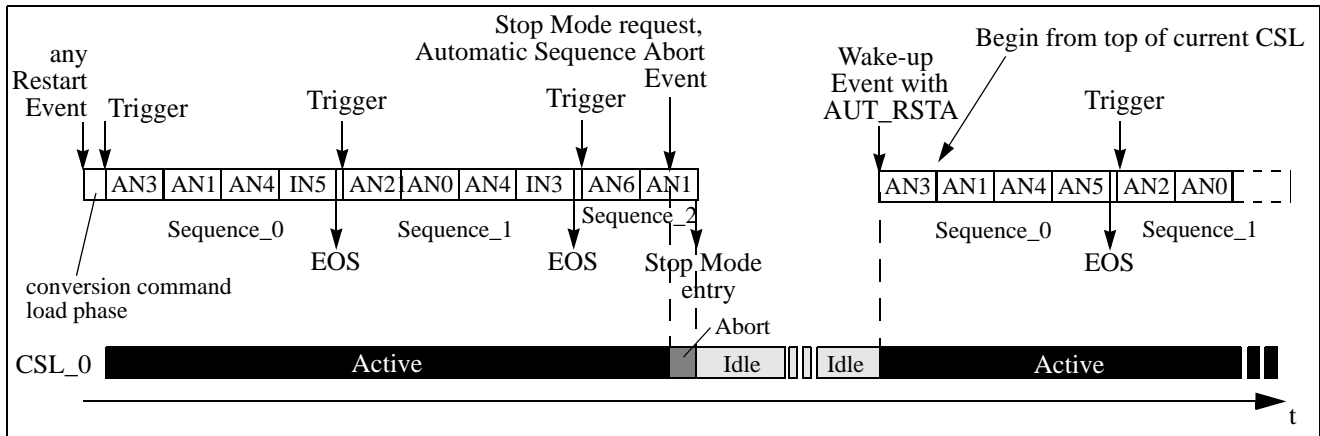 Stop Mode request,
Automatic Sequence Abort
Event
any
Restart
Event
Trigger
Trigger
Trigger
Wake-up
Event with
AUT_RSTA
Begin from top of current CSL
Trigger
AN3 AN1 AN4 IN5 AN21 AN0 AN4 IN3 AN6 AN1
AN3 AN1 AN4 AN5 AN2 AN0
Sequence_0
Sequence_1
Sequence_2
Sequence_0
Sequence_1
EOS
EOS
EOS
Stop Mode
entry
conversion command
load phase
Abort
CSL_0
Active
Idle
Idle
Active
t